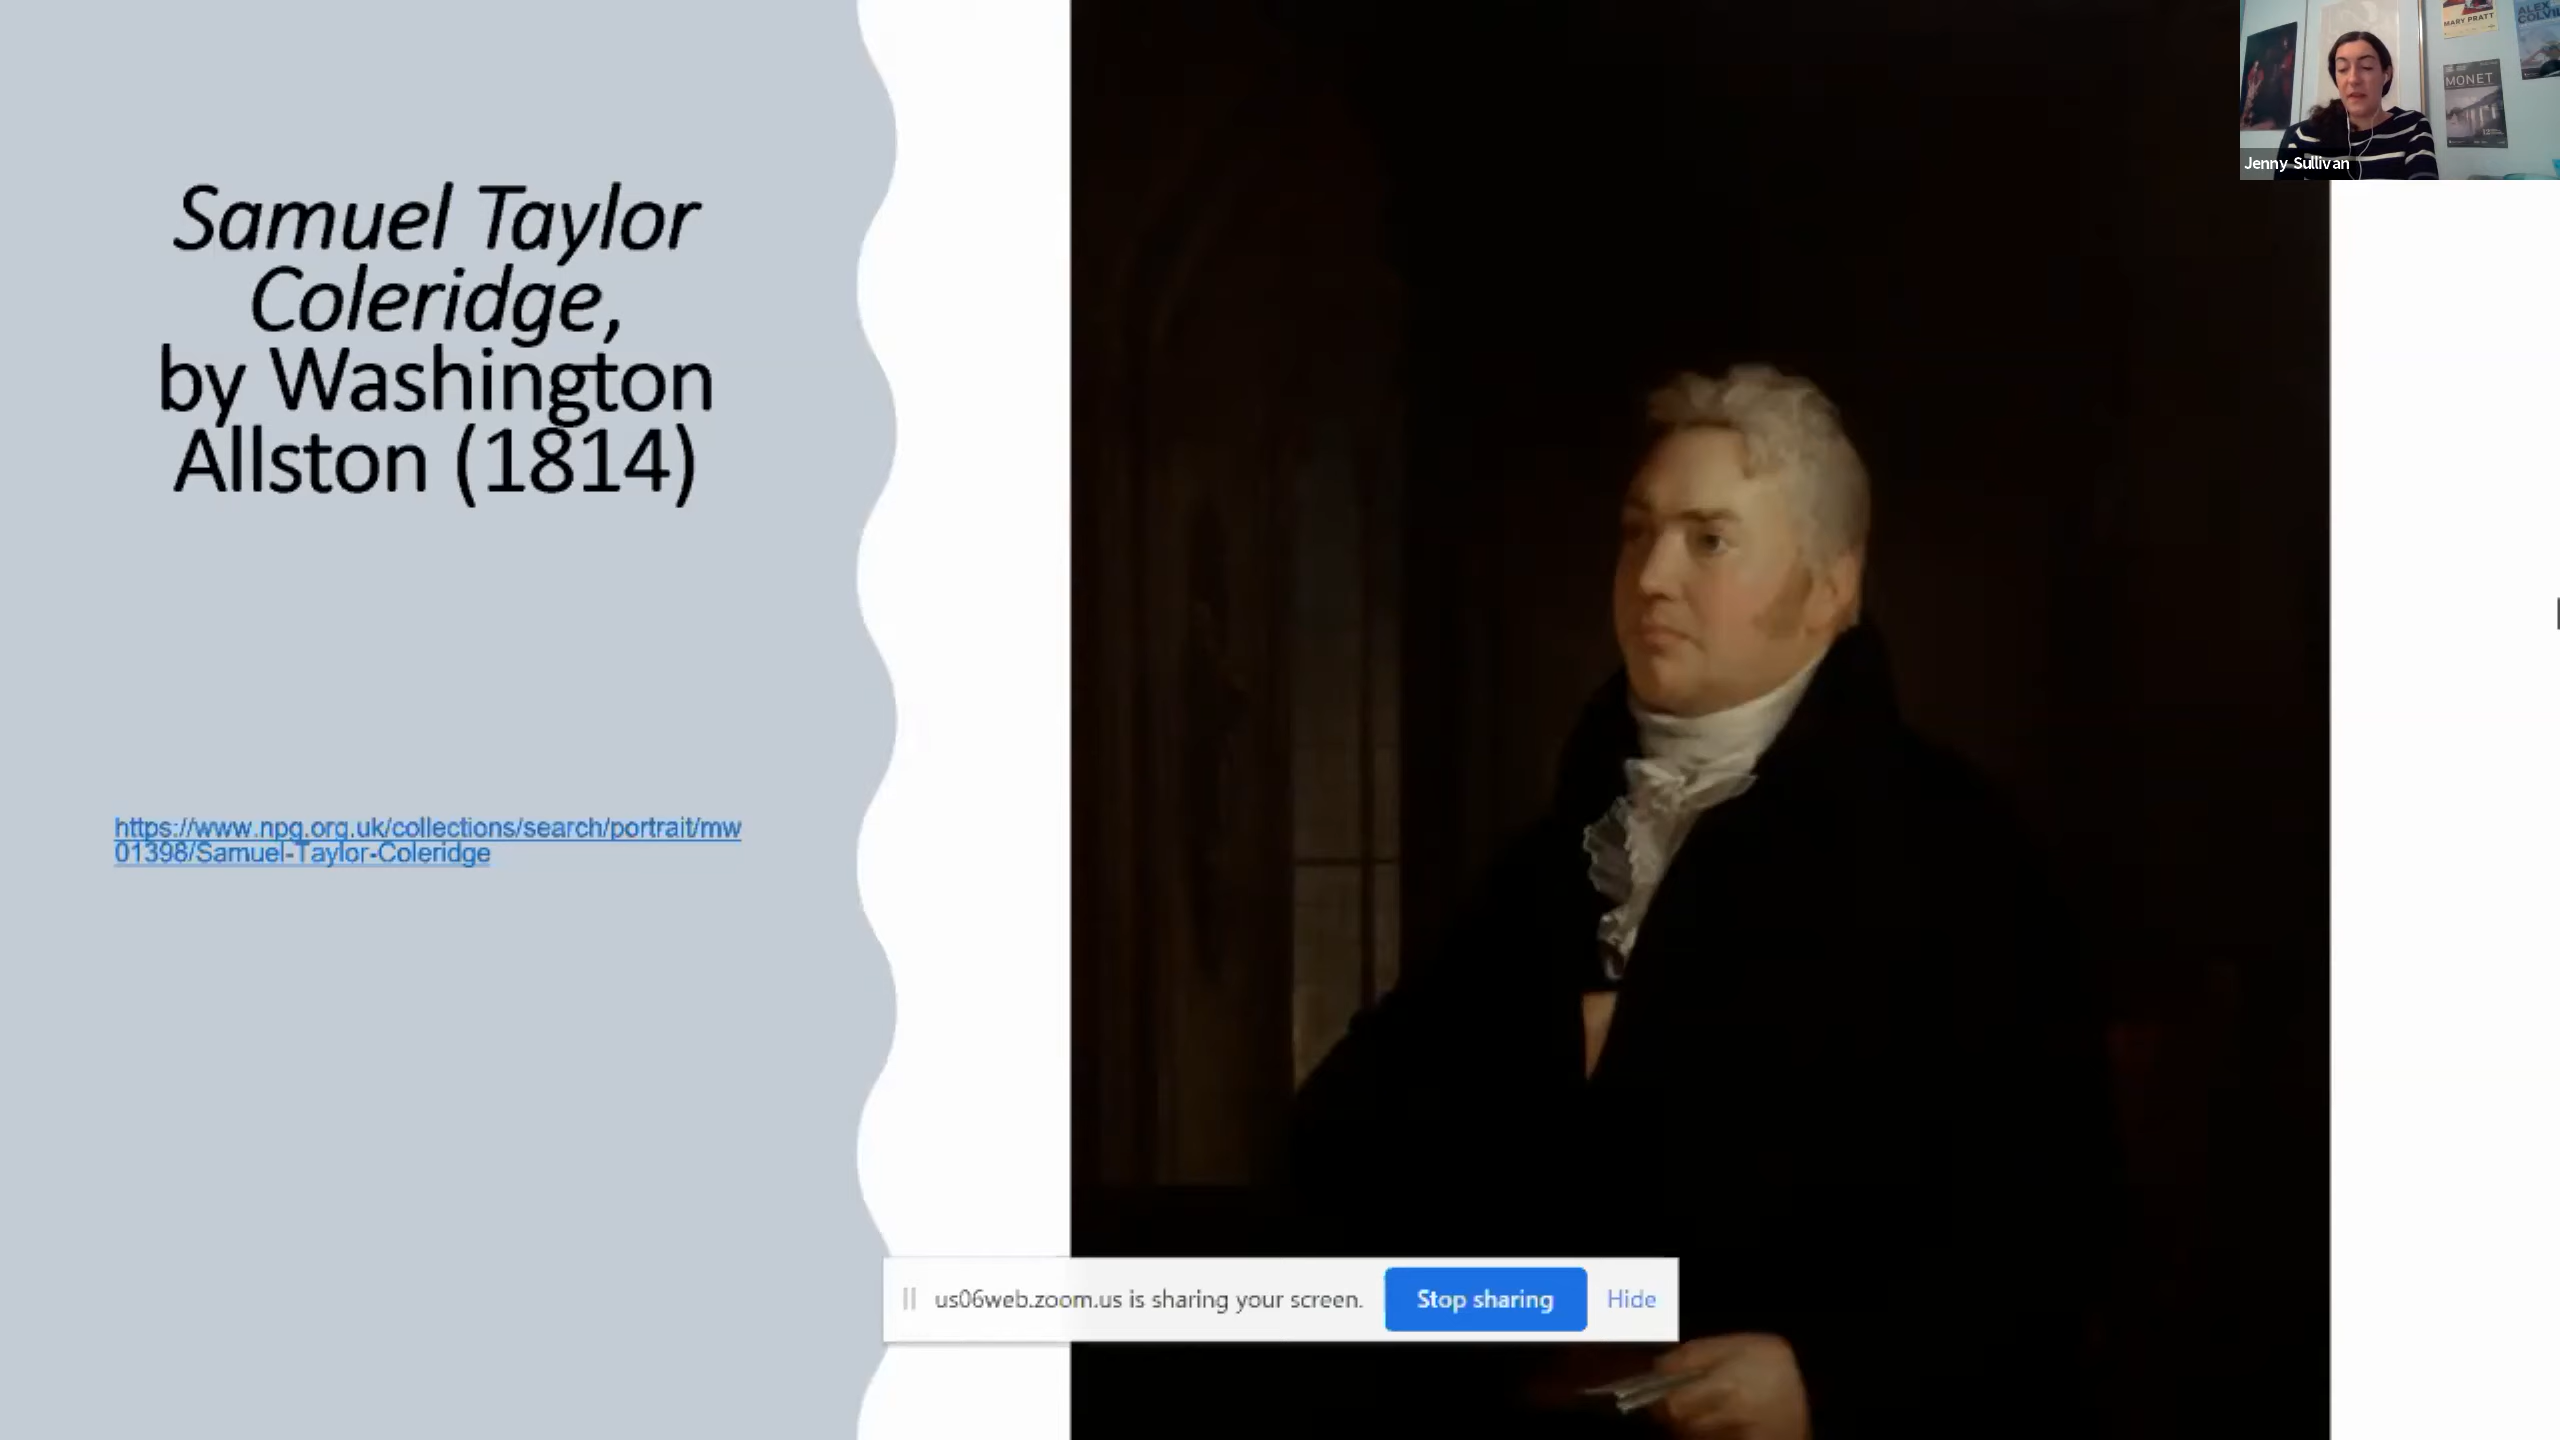 Samuel Taylor
Coleridge,
by Washington
Allston (1814)
https://www.npg.org.uk/collections/search/portrait/mw
01398/Samuel-Taylor-Coleridge
MARY PRATT
ALEX
MONET
Jenny Sullivan
us06web.zoom.us is sharing your screen.
Stop sharing
Hide